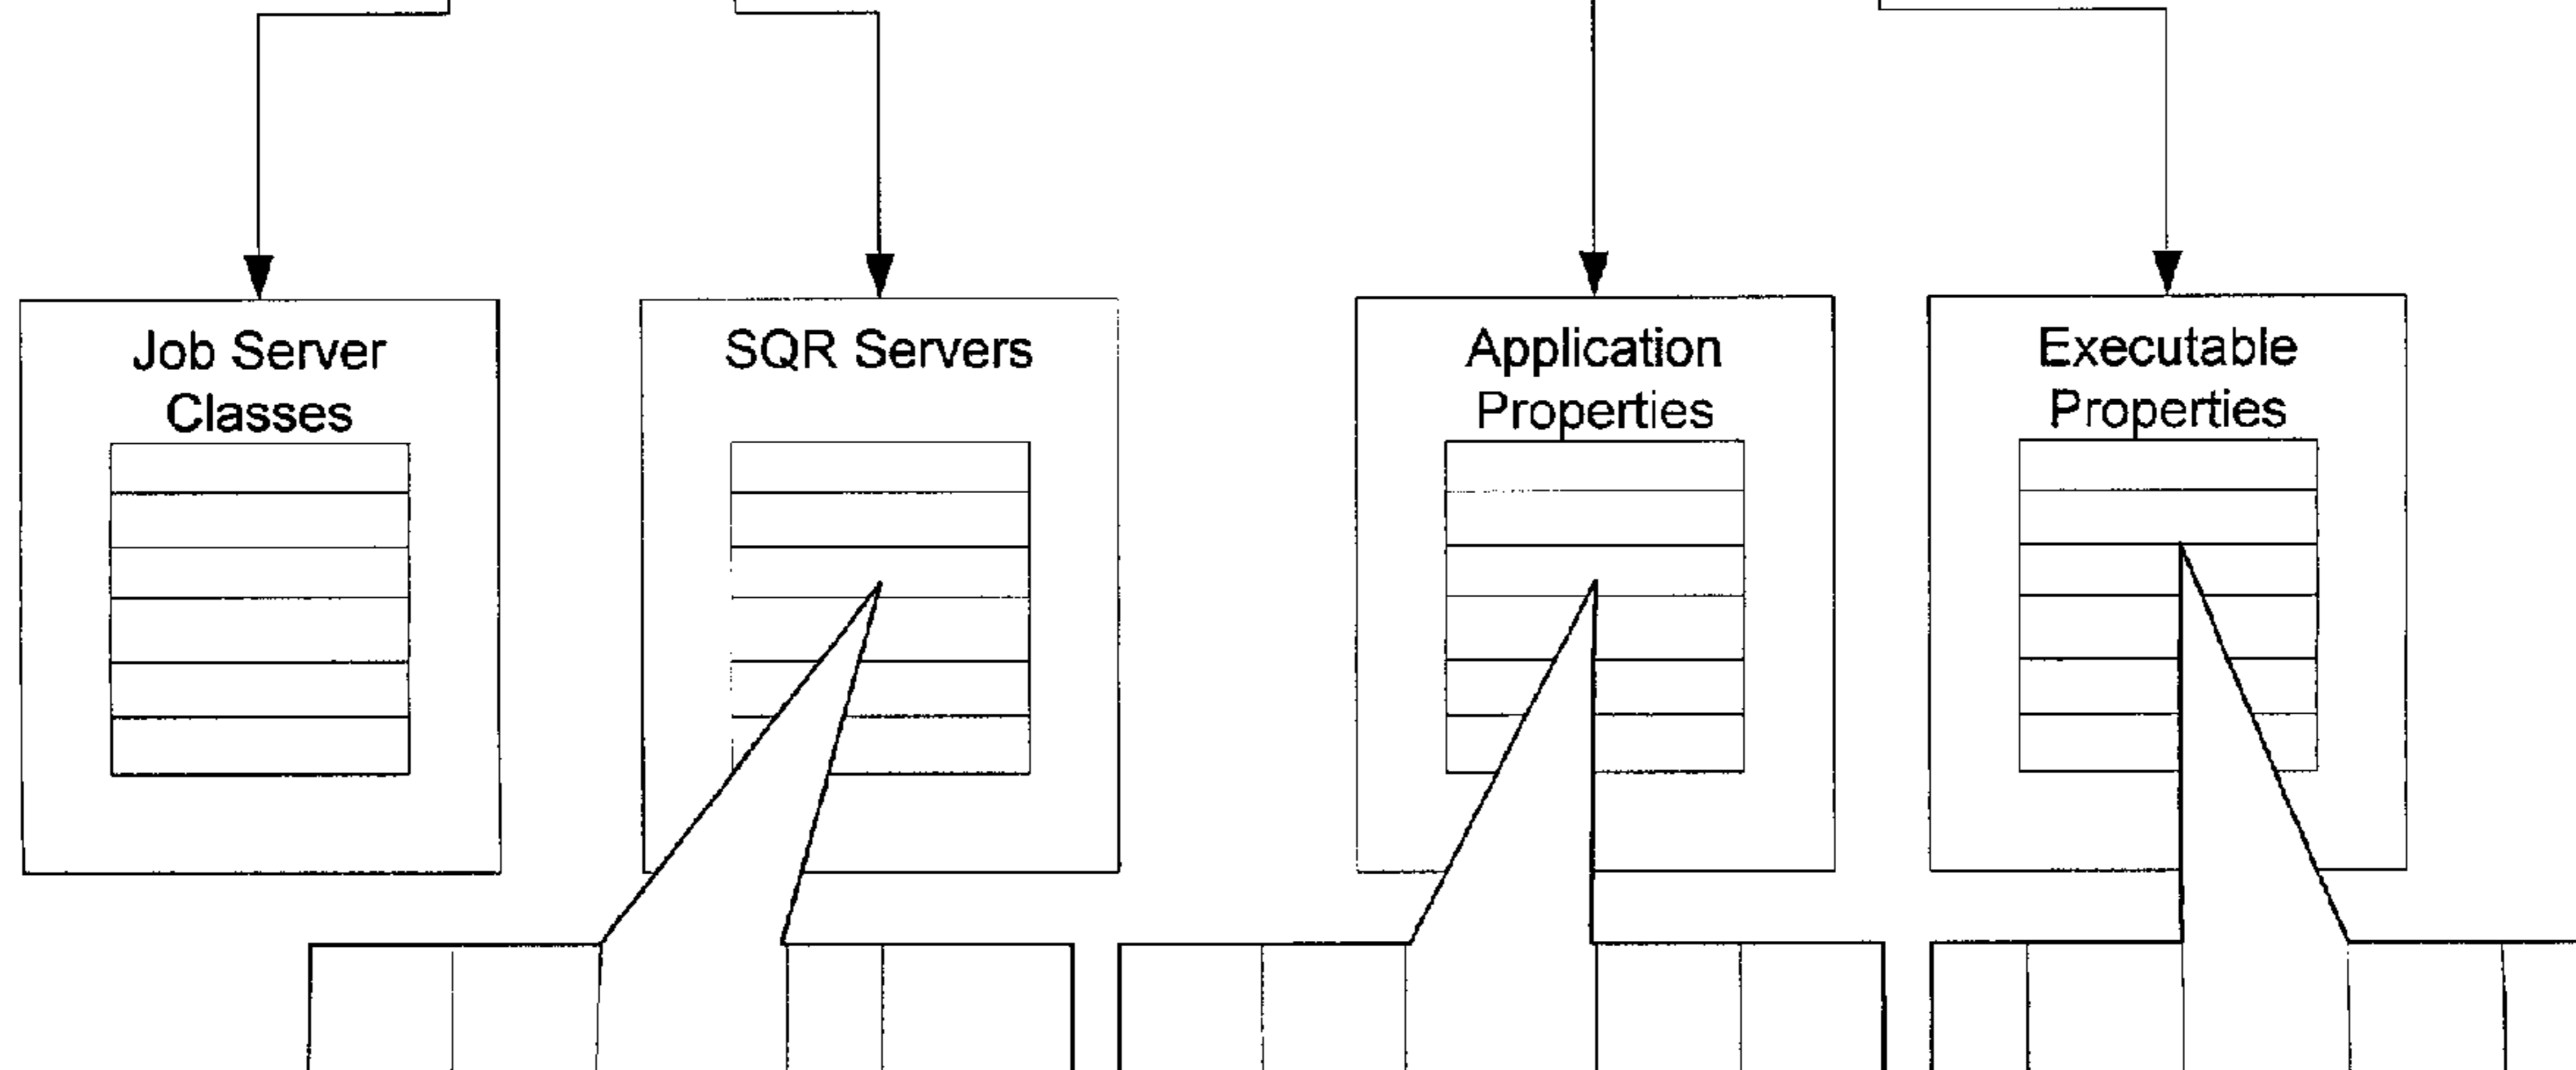 Job Server
Classes
SQR Servers
Application
Properties
Executable
Properties